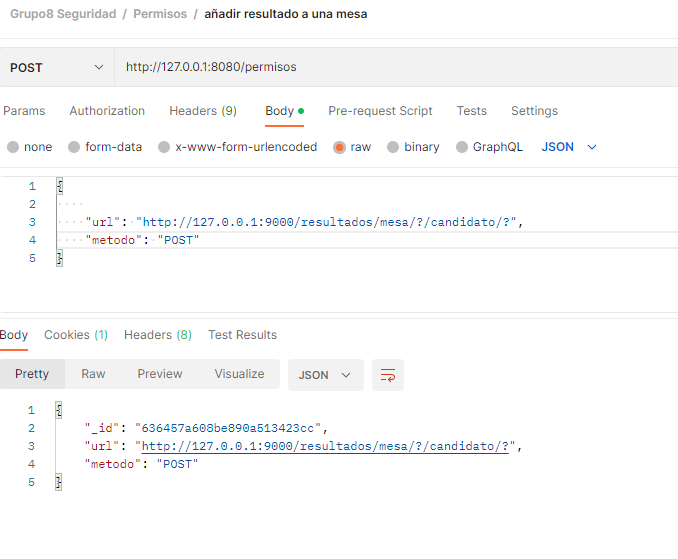 Grupo8 Seguridad / Permisos / añadir resultado a una mesa
POST http://127.0.0.1:8080/permisos
Params Authorization Headers (9) Body Pre-request Script Tests Settings
none form-data x-www-form-urlencoded raw binary GraphQL JSON
1 {
2
3 "url": "http://127.0.0.1:9000/resultados/mesa/?/candidato/?",
4 "metodo": "POST"
5 }
Body Cookies (1) Headers (8) Test Results
Pretty Raw Preview Visualize JSON
1 {
2 "_id": "636457a608be890a513423cc",
3 "url": "http://127.0.0.1:9000/resultados/mesa/?/candidato/?",
4 "metodo": "POST"
5 }